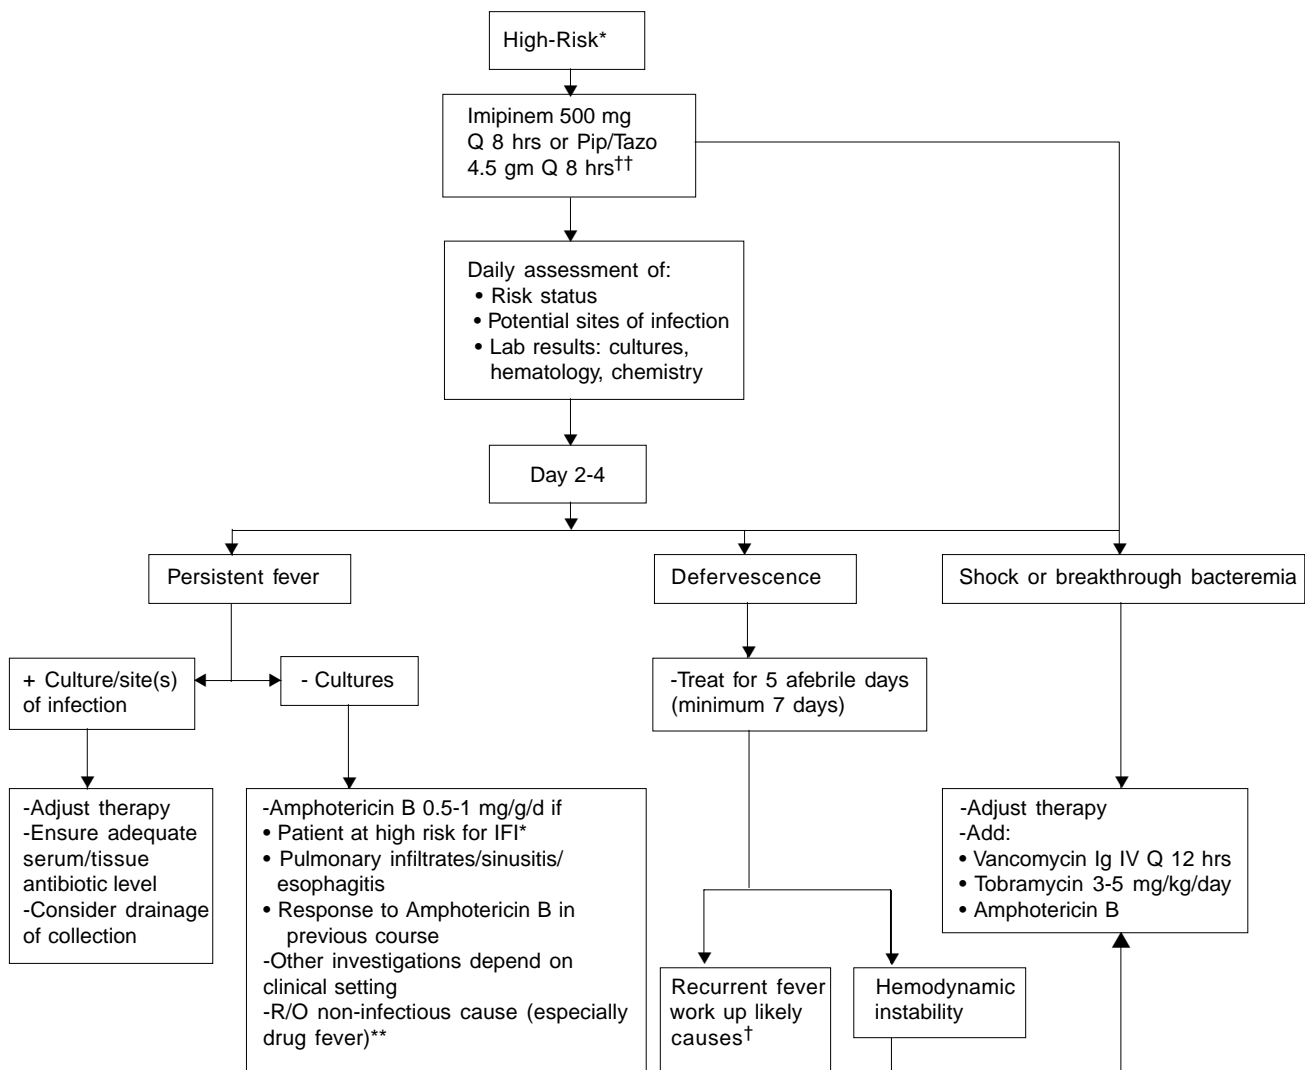 High-Risk*
Imipinem 500 mg
Q 8 hrs or Pip/Tazo
4.5 gm Q 8 hrs††
Daily assessment of:
• Risk status
• Potential sites of infection
• Lab results: cultures,
hematology, chemistry
Day 2-4
Persistent fever
Defervescence
Shock or breakthrough bacteremia
+ Culture/site(s)
of infection
- Cultures
-Treat for 5 afebrile days
(minimum 7 days)
-Adjust therapy
-Ensure adequate
serum/tissue
antibiotic level
-Consider drainage
of collection
-Amphotericin B 0.5-1 mg/g/d if
• Patient at high risk for IFI*
• Pulmonary infiltrates/sinusitis/
esophagitis
• Response to Amphotericin B in
previous course
-Other investigations depend on
clinical setting
-R/O non-infectious cause (especially
drug fever)**
-Adjust therapy
-Add:
• Vancomycin Ig IV Q 12 hrs
• Tobramycin 3-5 mg/kg/day
• Amphotericin B
Recurrent fever
work up likely
causes†
Hemodynamic
instability